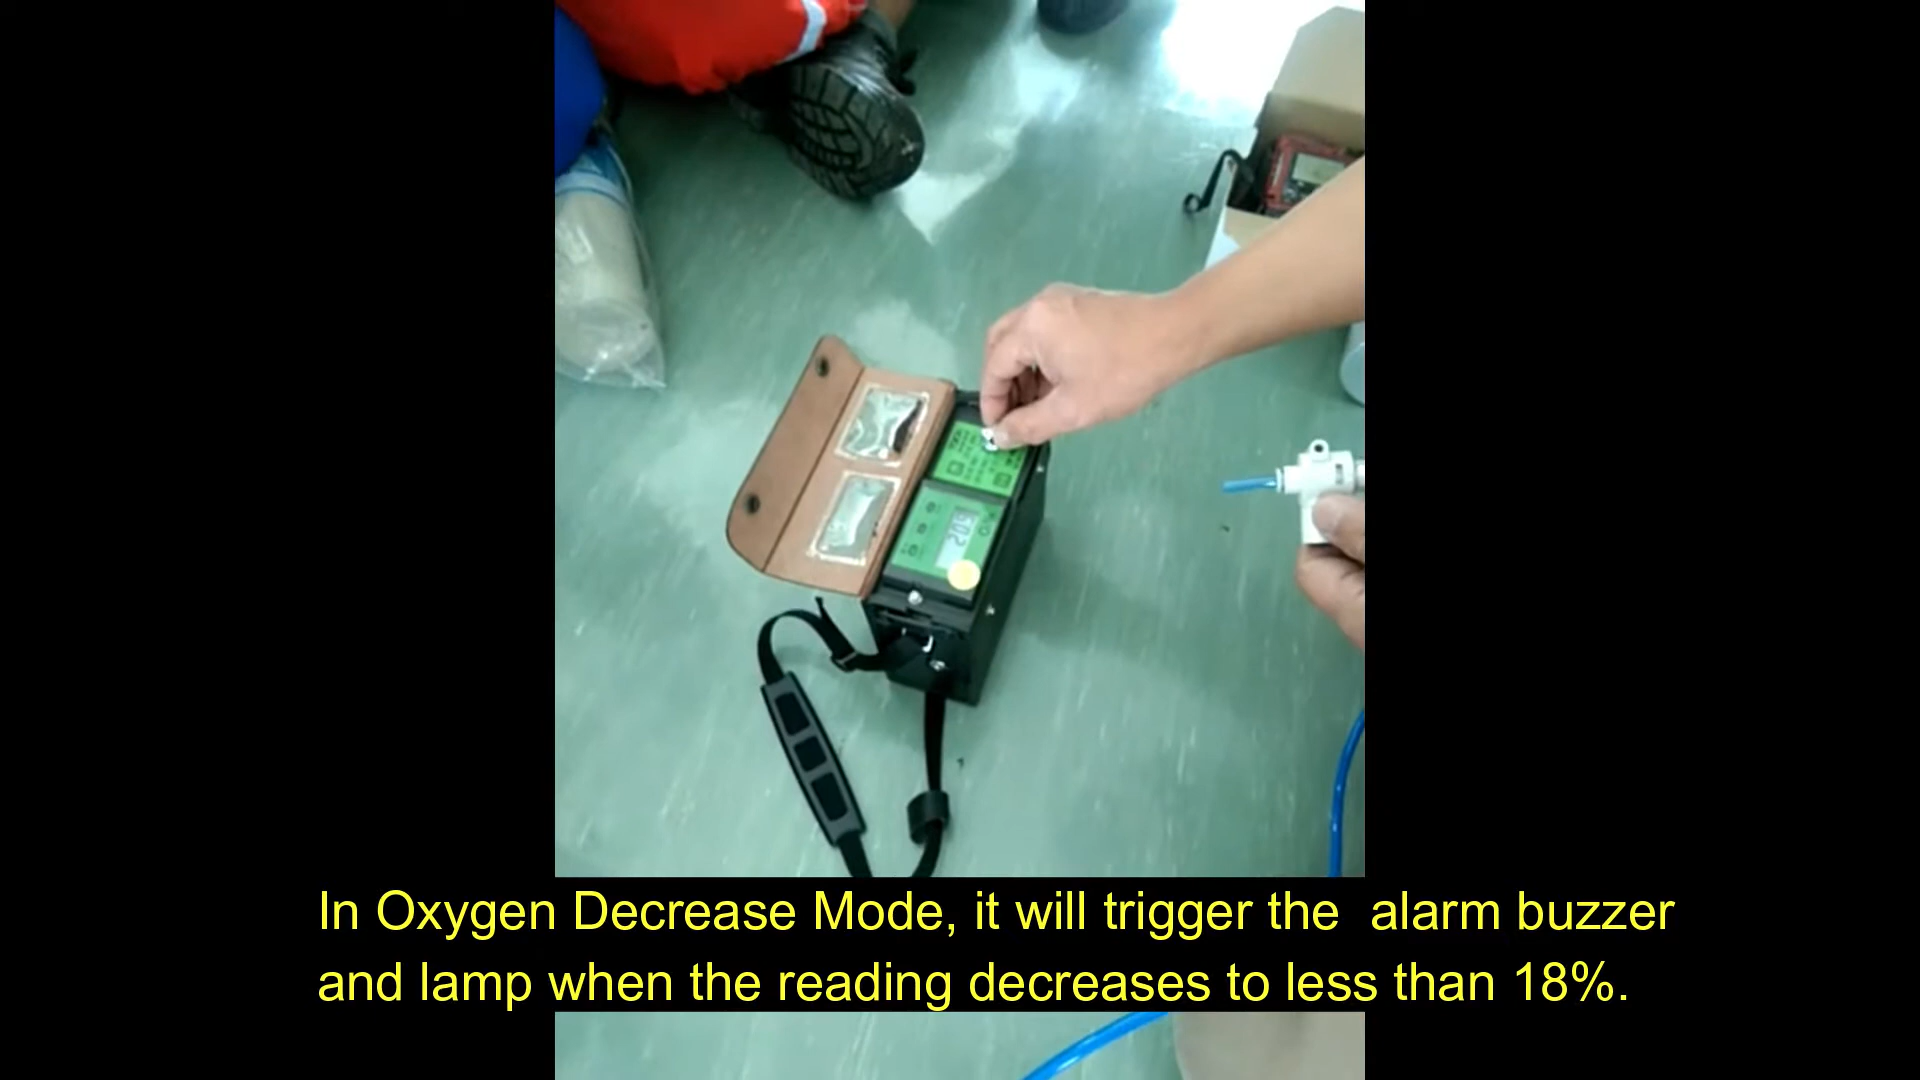 In Oxygen Decrease Mode, it will trigger the  alarm buzzer
and lamp when the reading decreases to less than 18%.